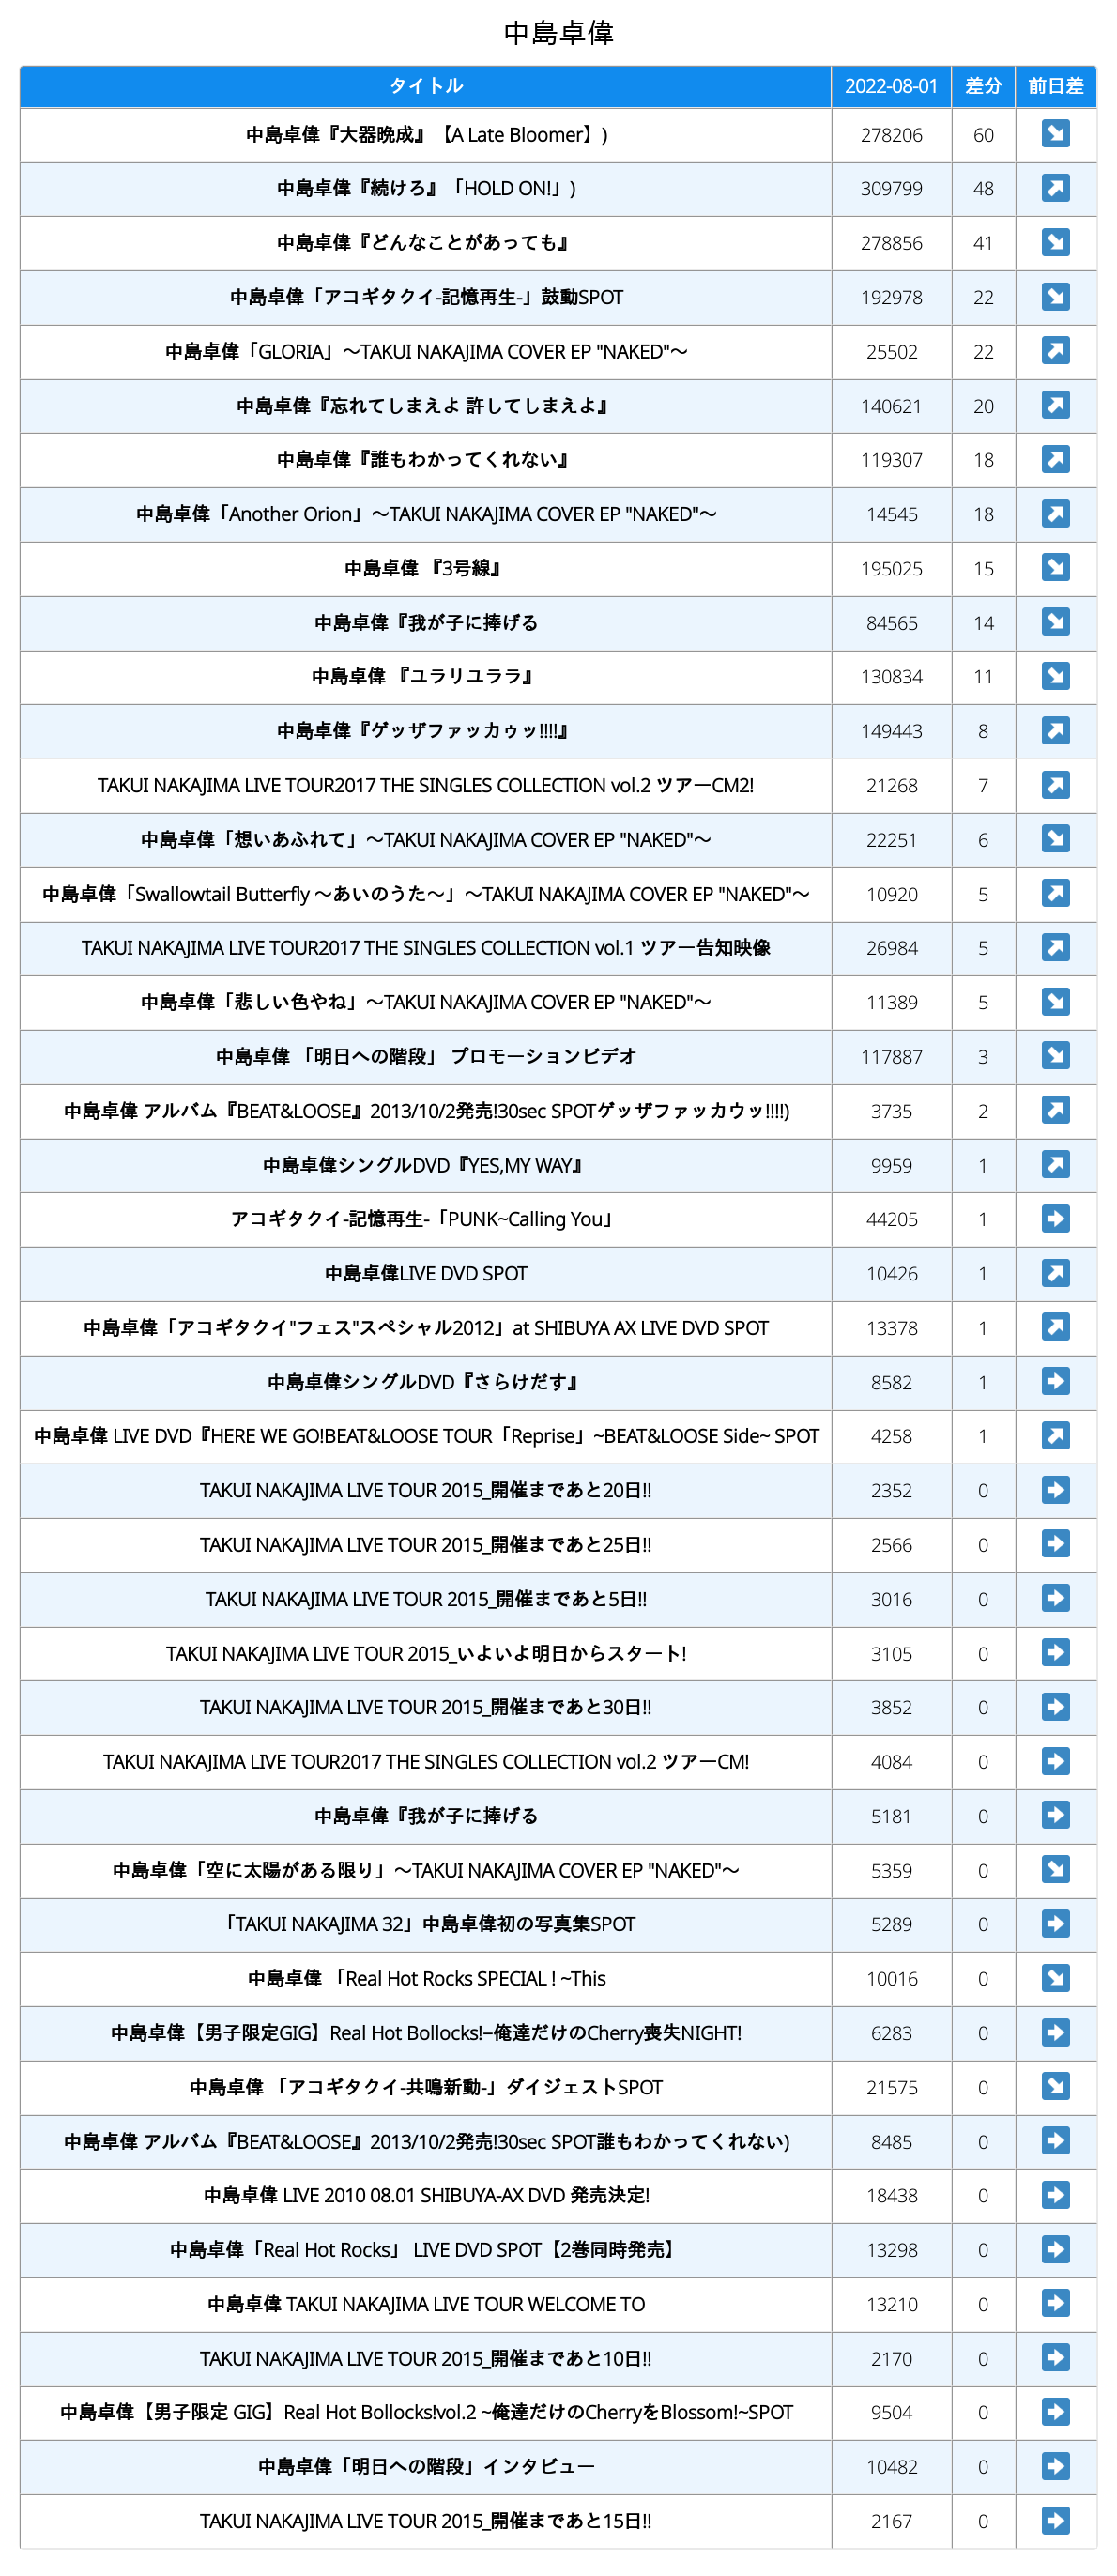 中島卓偉
タイトル 2022-08-01 差分 前日差
中島卓偉『大器晩成』【A Late Bloomer】) 278206 60 ↘
中島卓偉『続けろ』「HOLD ON!」) 309799 48 ↗
中島卓偉『どんなことがあっても』 278856 41 ↘
中島卓偉「アコギタクイ-記憶再生-」鼓動SPOT 192978 22 ↘
中島卓偉「GLORIA」〜TAKUI NAKAJIMA COVER EP "NAKED"〜 25502 22 ↗
中島卓偉『忘れてしまえよ 許してしまえよ』 140621 20 ↗
中島卓偉『誰もわかってくれない』 119307 18 ↗
中島卓偉「Another Orion」〜TAKUI NAKAJIMA COVER EP "NAKED"〜 14545 18 ↗
中島卓偉 『3号線』 195025 15 ↘
中島卓偉『我が子に捧げる 84565 14 ↘
中島卓偉 『ユラリユララ』 130834 11 ↘
中島卓偉『ゲッザファッカゥッ!!!!』 149443 8 ↗
TAKUI NAKAJIMA LIVE TOUR2017 THE SINGLES COLLECTION vol.2 ツアーCM2! 21268 7 ↗
中島卓偉「想いあふれて」〜TAKUI NAKAJIMA COVER EP "NAKED"〜 22251 6 ↘
中島卓偉「Swallowtail Butterfly 〜あいのうた〜」〜TAKUI NAKAJIMA COVER EP "NAKED"〜 10920 5 ↗
TAKUI NAKAJIMA LIVE TOUR2017 THE SINGLES COLLECTION vol.1 ツアー告知映像 26984 5 ↗
中島卓偉「悲しい色やね」〜TAKUI NAKAJIMA COVER EP "NAKED"〜 11389 5 ↘
中島卓偉 「明日への階段」 プロモーションビデオ 117887 3 ↘
中島卓偉 アルバム『BEAT&LOOSE』2013/10/2発売!30sec SPOTゲッザファッカウッ!!!!) 3735 2 ↗
中島卓偉シングルDVD『YES,MY WAY』 9959 1 ↗
アコギタクイ-記憶再生-「PUNK~Calling You」 44205 1 ➡
中島卓偉LIVE DVD SPOT 10426 1 ↗
中島卓偉「アコギタクイ"フェス"スペシャル2012」at SHIBUYA AX LIVE DVD SPOT 13378 1 ↗
中島卓偉シングルDVD『さらけだす』 8582 1 ➡
中島卓偉 LIVE DVD『HERE WE GO!BEAT&LOOSE TOUR「Reprise」~BEAT&LOOSE Side~ SPOT 4258 1 ↗
TAKUI NAKAJIMA LIVE TOUR 2015_開催まであと20日!! 2352 0 ➡
TAKUI NAKAJIMA LIVE TOUR 2015_開催まであと25日!! 2566 0 ➡
TAKUI NAKAJIMA LIVE TOUR 2015_開催まであと5日!! 3016 0 ➡
TAKUI NAKAJIMA LIVE TOUR 2015_いよいよ明日からスタート! 3105 0 ➡
TAKUI NAKAJIMA LIVE TOUR 2015_開催まであと30日!! 3852 0 ➡
TAKUI NAKAJIMA LIVE TOUR2017 THE SINGLES COLLECTION vol.2 ツアーCM! 4084 0 ➡
中島卓偉『我が子に捧げる 5181 0 ➡
中島卓偉「空に太陽がある限り」〜TAKUI NAKAJIMA COVER EP "NAKED"〜 5359 0 ↘
「TAKUI NAKAJIMA 32」中島卓偉初の写真集SPOT 5289 0 ➡
中島卓偉 「Real Hot Rocks SPECIAL ! ~This 10016 0 ↘
中島卓偉【男子限定GIG】Real Hot Bollocks!−俺達だけのCherry喪失NIGHT! 6283 0 ➡
中島卓偉 「アコギタクイ-共鳴新動-」ダイジェストSPOT 21575 0 ↘
中島卓偉 アルバム『BEAT&LOOSE』2013/10/2発売!30sec SPOT誰もわかってくれない) 8485 0 ➡
中島卓偉 LIVE 2010 08.01 SHIBUYA-AX DVD 発売決定! 18438 0 ➡
中島卓偉「Real Hot Rocks」 LIVE DVD SPOT【2巻同時発売】 13298 0 ➡
中島卓偉 TAKUI NAKAJIMA LIVE TOUR WELCOME TO 13210 0 ➡
TAKUI NAKAJIMA LIVE TOUR 2015_開催まであと10日!! 2170 0 ➡
中島卓偉【男子限定 GIG】Real Hot Bollocks!vol.2 ~俺達だけのCherryをBlossom!~SPOT 9504 0 ➡
中島卓偉「明日への階段」インタビュー 10482 0 ➡
TAKUI NAKAJIMA LIVE TOUR 2015_開催まであと15日!! 2167 0 ➡